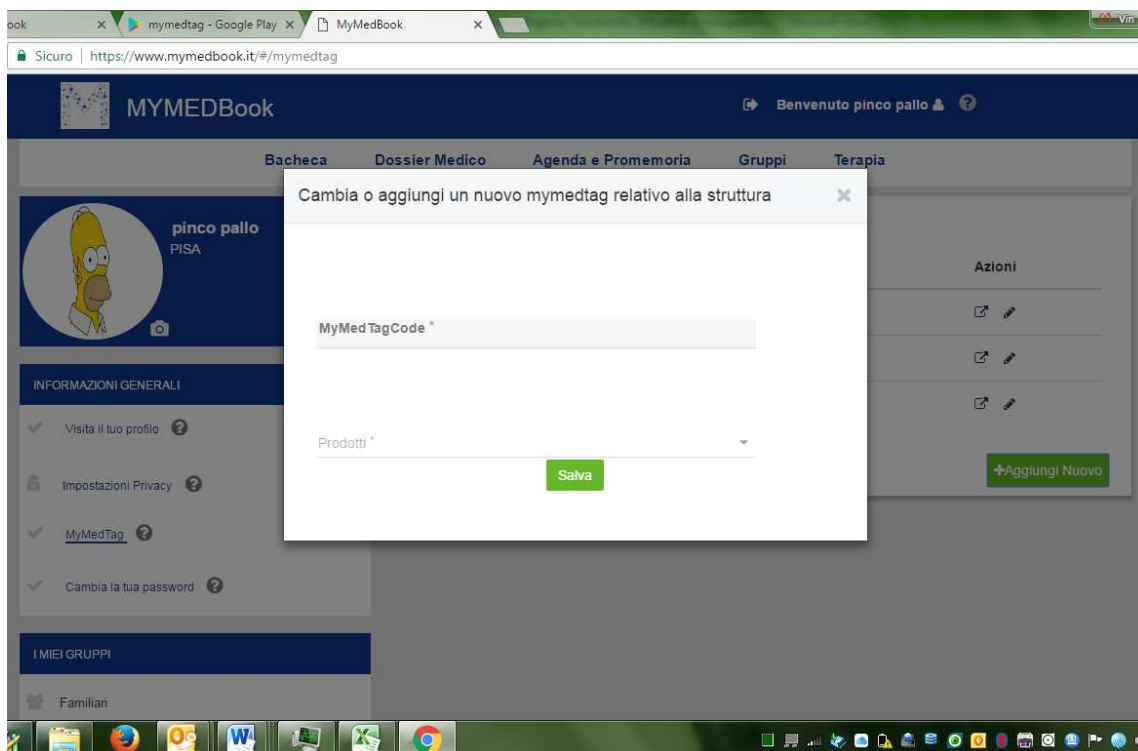 ook
mymedtag - Google Play
MyMedBook
Vin
Sicuro | https://www.mymedbook.it/#/mymedtag
MYMEDBook
Benvenuto pinco pallo
Bacheca Dossier Medico Agenda e Promemoria Gruppi Terapia
Cambia o aggiungi un nuovo mymedtag relativo alla struttura
pinco pallo
PISA
Azioni
MyMedTagCode *
INFORMAZIONI GENERALI
Visita il tuo profilo
Prodotti *
Salva
+Aggiungi Nuovo
Impostazioni Privacy
MyMedTag
Cambia la tua password
I MIEI GRUPPI
Familiari